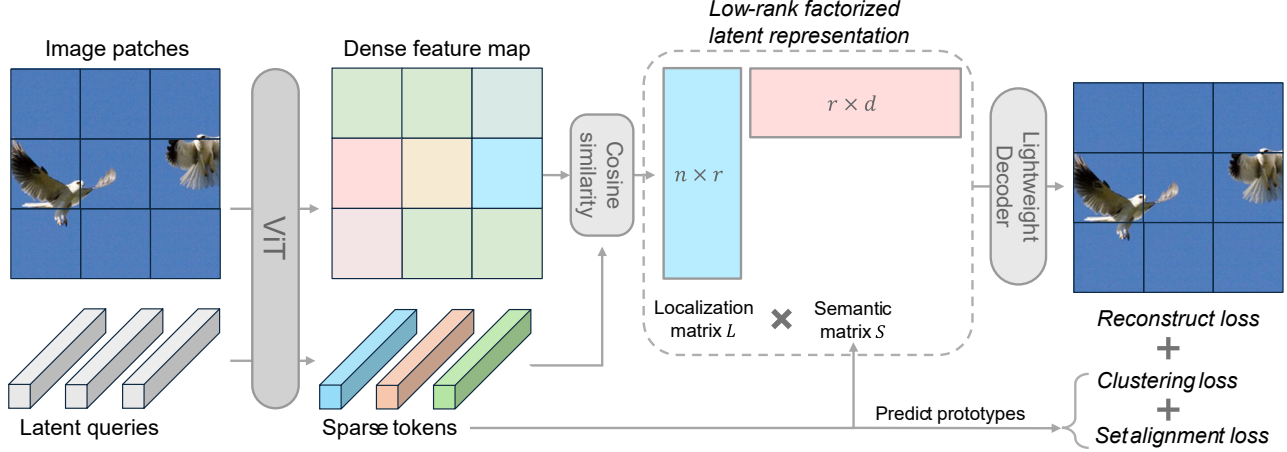 Low-rank factorized
latent representation
Image patches
Dense feature map
ViT
Cosine
similarity
n × r
r × d
Lightweight
Decoder
Localization
matrix L
×
Semantic
matrix S
Reconstruct loss
+
Clustering loss
+
Set alignment loss
Predict prototypes
Latent queries
Sparse tokens